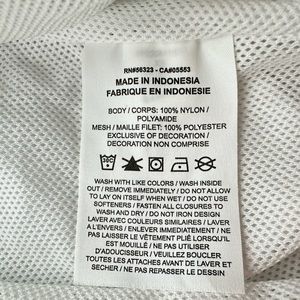 RN#56323 - CA#05553
MADE IN INDONESIA
FABRIQUE EN INDONESIE
BODY / CORPS: 100% NYLON /
POLYAMIDE
MESH / MAILLE FILET: 100% POLYESTER
EXCLUSIVE OF DECORATION /
DECORATION NON COMPRISE
WASH WITH LIKE COLORS / WASH INSIDE
OUT / REMOVE IMMEDIATELY / DO NOT ALLOW
TO LAY ON ITSELF WHEN WET / DO NOT USE
SOFTENERS / FASTEN ALL CLOSURES TO
WASH AND DRY / DO NOT IRON DESIGN
LAVER AVEC COULEURS SIMILAIRES / LAVER
A L'ENVERS / ENLEVER IMMEDIATEMENT / NE
PAS LAISSER LE VÊTEMENT PLIÉ LORSQU'IL
EST MOUILLÉ / NE PAS UTILISER
D'ADOUCISSEUR / VEUILLEZ BOUCLER
TOUTES LES ATTACHES AVANT DE LAVER ET
SECHER / NE PAS REPASSER LE DESSIN